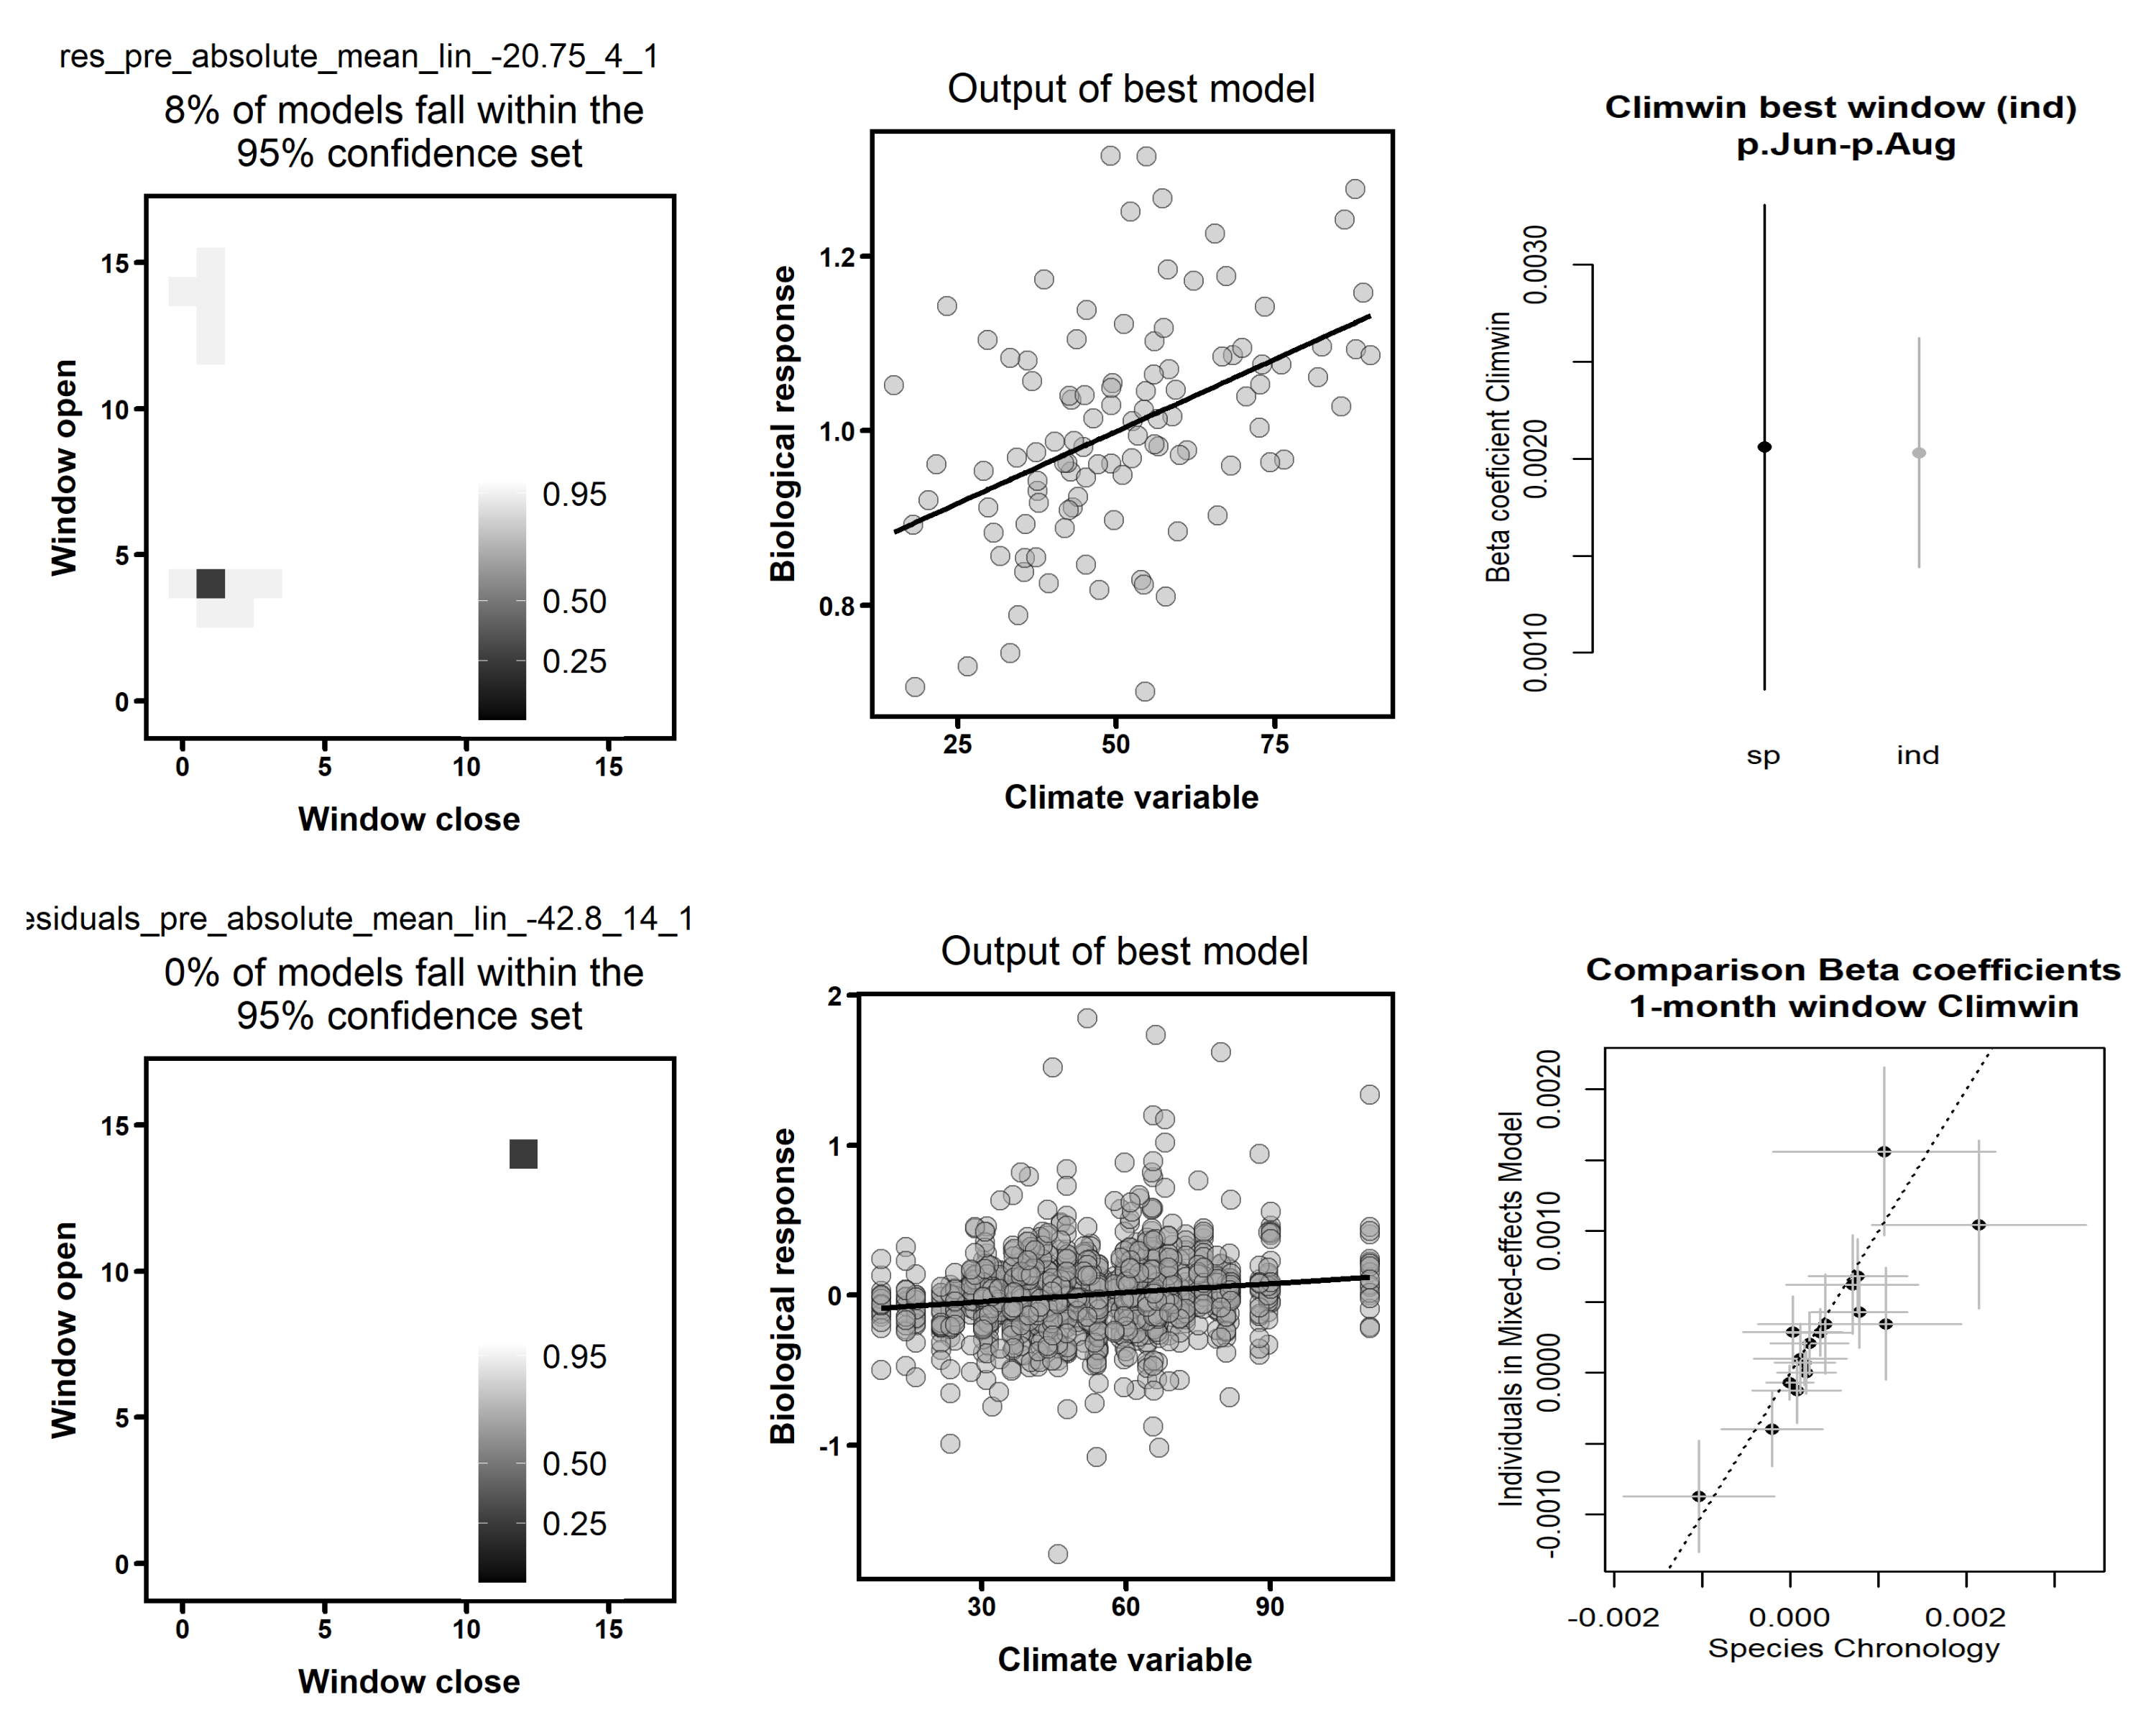 res_pre_absolute_mean_lin_-20.75_4_1
8% of models fall within the
95% confidence set
Window open
15
10
5
0
0.95
0.50
0.25
0 5 10 15
Window close
Output of best model
Biological response
1.2
1.0
0.8
25 50 75
Climate variable
Climwin best window (ind)
p.Jun-p.Aug
Beta coefficient Climwin
0.0030
0.0020
0.0010
sp ind
esiduals_pre_absolute_mean_lin_-42.8_14_1
0% of models fall within the
95% confidence set
Window open
15
10
5
0
0.95
0.50
0.25
0 5 10 15
Window close
Output of best model
Biological response
2
1
0
-1
30 60 90
Climate variable
Comparison Beta coefficients
1-month window Climwin
Individuals in Mixed-effects Model
0.0020
0.0010
0.0000
-0.0010
-0.002 0.000 0.002
Species Chronology